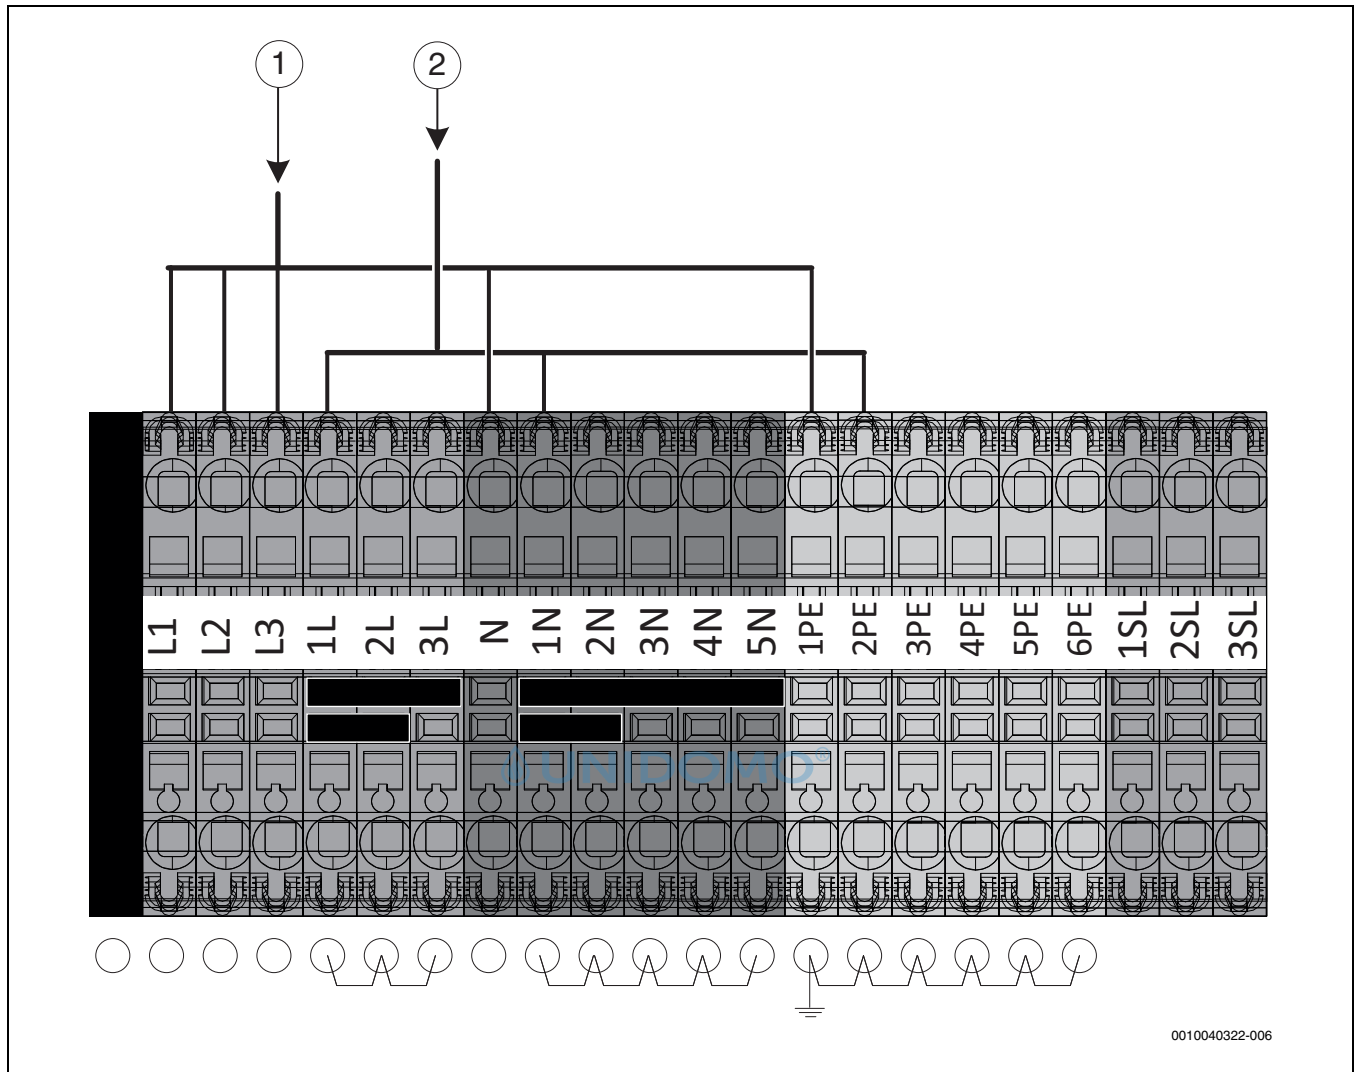 1 2
L1 L2 L3 1L 2L 3L N 1N 2N 3N 4N 5N 1PE 2PE 3PE 4PE 5PE 6PE 1SL 2SL 3SL
UNIDOMO®
0010040322-006